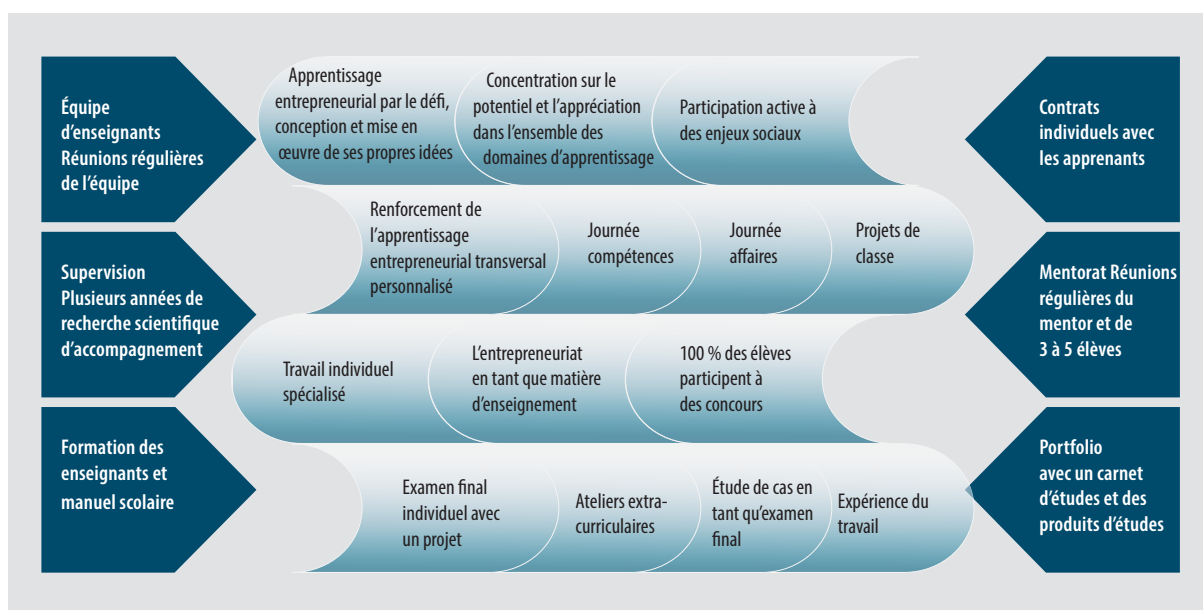 Équipe
d’enseignants
Réunions régulières
de l’équipe
Supervision
Plusieurs années de
recherche scientifique
d’accompagnement
Formation des
enseignants et
manuel scolaire
Apprentissage
entrepreneurial par le défi,
conception et mise en
œuvre de ses propres idées
Concentration sur le
potentiel et l’appréciation
dans l’ensemble des
domaines d’apprentissage
Participation active à
des enjeux sociaux
Renforcement de
l’apprentissage
entrepreneurial transversal
personnalisé
Journée
compétences
Journée
affaires
Projets de
classe
Travail individuel
spécialisé
L’entrepreneuriat
en tant que matière
d’enseignement
100 % des élèves
participent à
des concours
Examen final
individuel avec
un projet
Ateliers extra-
curriculaires
Étude de cas en
tant qu’examen
final
Expérience du
travail
Contrats
individuels avec
les apprenants
Mentorat Réunions
régulières du
mentor et de
3 à 5 élèves
Portfolio
avec un carnet
d’études et des
produits d’études